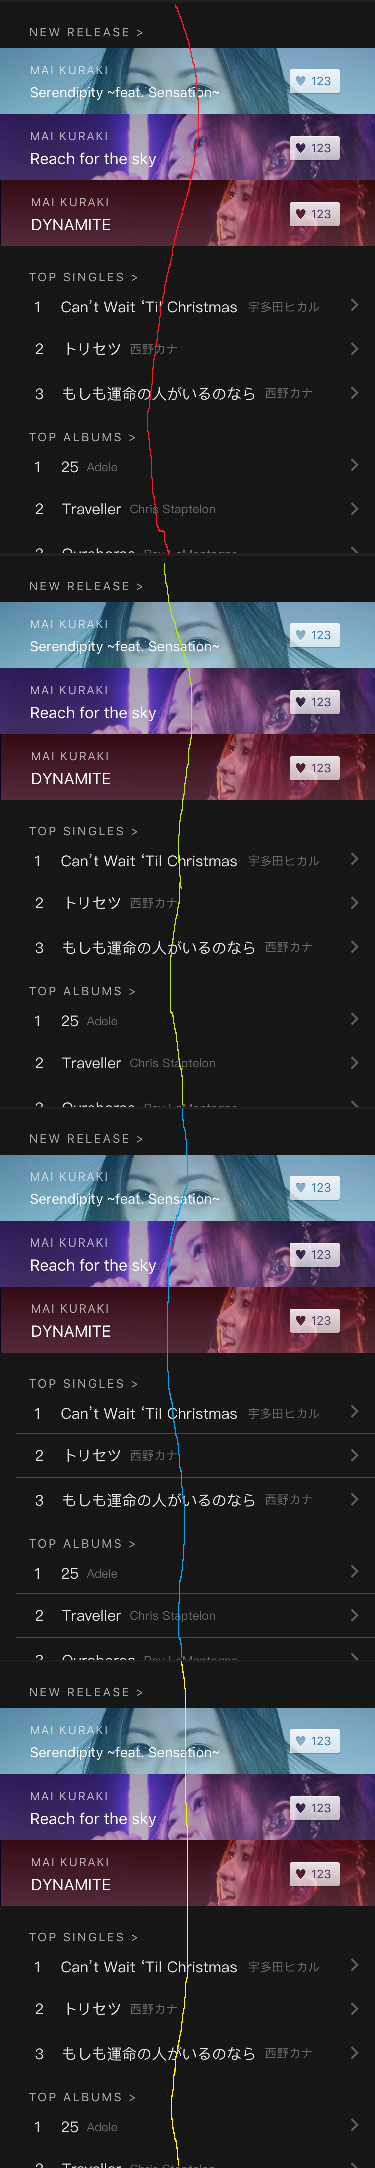 NEW RELEASE >
MAI KURAKI
Serendipity ~feat. Sensation~
123
MAI KURAKI
Reach for the sky
123
MAI KURAKI
DYNAMITE
123
TOP SINGLES >
1 Can't Wait ‘Til Christmas 宇多田ヒカル
2 トリセツ 西野カナ
3 もしも運命の人がいるのなら 西野カナ
TOP ALBUMS >
1 25 Adele
2 Traveller Chris Staptelon
NEW RELEASE >
MAI KURAKI
Serendipity ~feat. Sensation~
123
MAI KURAKI
Reach for the sky
123
MAI KURAKI
DYNAMITE
123
TOP SINGLES >
1 Can't Wait ‘Til Christmas 宇多田ヒカル
2 トリセツ 西野カナ
3 もしも運命の人がいるのなら 西野カナ
TOP ALBUMS >
1 25 Adele
2 Traveller Chris Staptelon
NEW RELEASE >
MAI KURAKI
Serendipity ~feat. Sensation~
123
MAI KURAKI
Reach for the sky
123
MAI KURAKI
DYNAMITE
123
TOP SINGLES >
1 Can't Wait ‘Til Christmas 宇多田ヒカル
2 トリセツ 西野カナ
3 もしも運命の人がいるのなら 西野カナ
TOP ALBUMS >
1 25 Adele
2 Traveller Chris Staptelon
NEW RELEASE >
MAI KURAKI
Serendipity ~feat. Sensation~
123
MAI KURAKI
Reach for the sky
123
MAI KURAKI
DYNAMITE
123
TOP SINGLES >
1 Can't Wait ‘Til Christmas 宇多田ヒカル
2 トリセツ 西野カナ
3 もしも運命の人がいるのなら 西野カナ
TOP ALBUMS >
1 25 Adele